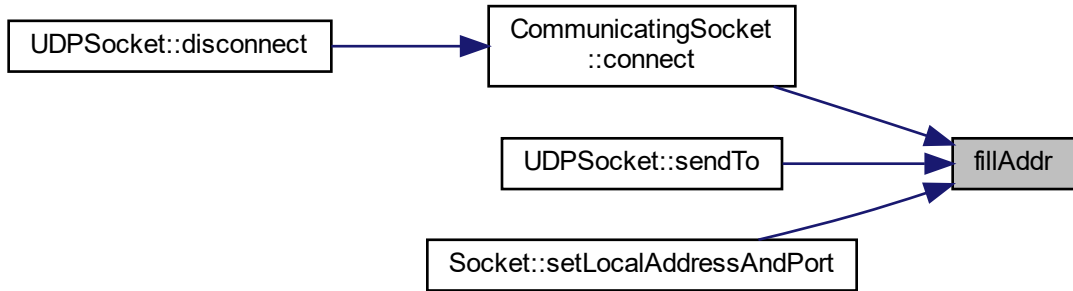 UDPSocket::disconnect
CommunicatingSocket
::connect
UDPSocket::sendTo
fillAddr
Socket::setLocalAddressAndPort